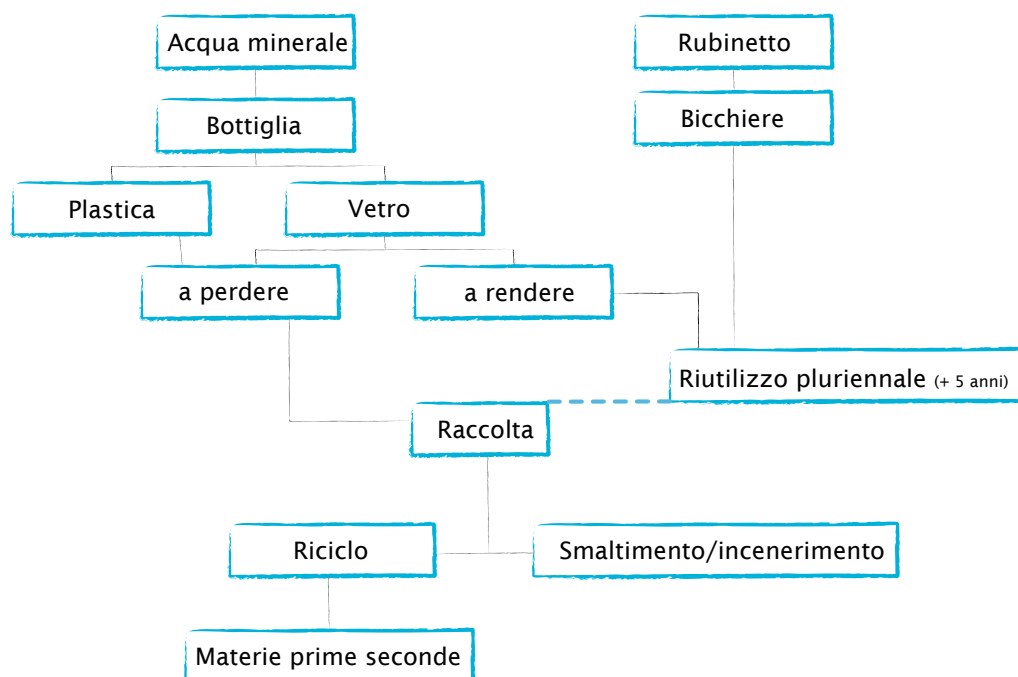 Acqua minerale
Rubinetto
Bottiglia
Bicchiere
Plastica
Vetro
a perdere
a rendere
Riutilizzo pluriennale (+ 5 anni)
Raccolta
Riciclo
Smaltimento/incenerimento
Materie prime seconde